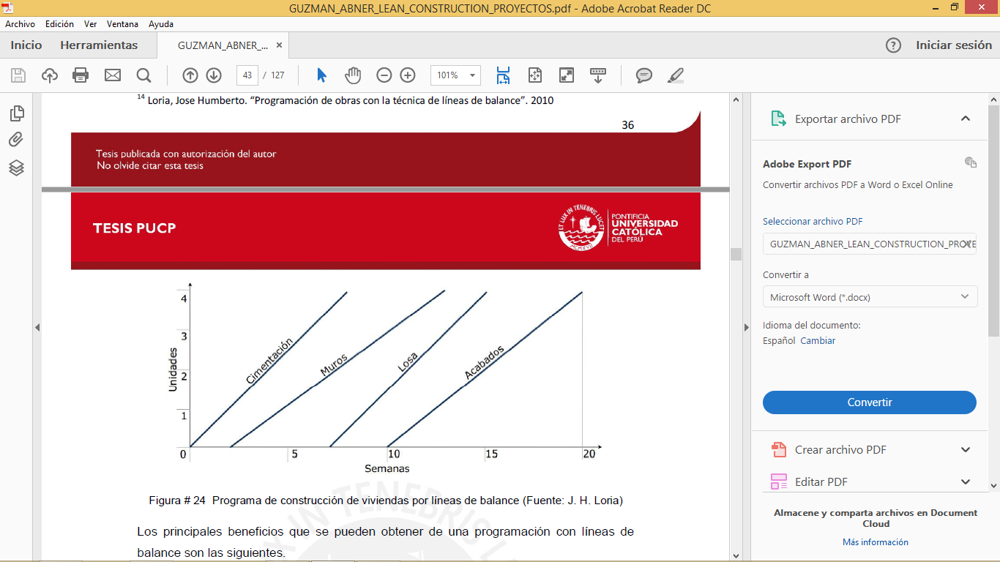 GUZMAN_ABNER_LEAN_CONSTRUCTION_PROYECTOS.pdf - Adobe Acrobat Reader DC
Archivo Edición Ver Ventana Ayuda
Inicio Herramientas GUZMAN_ABNER_... × Iniciar sesión
43 / 127 101%
14 Loria, Jose Humberto. “Programación de obras con la técnica de líneas de balance”. 2010
36
Tesis publicada con autorización del autor
No olvide citar esta tesis
TESIS PUCP
ET LUX IN TENEBRIS LUCET
MCMXVII
PONTIFICIA
UNIVERSIDAD
CATÓLICA
DEL PERÚ
4
3
2
1
0
Unidades
Cimentación
Muros
Losa
Acabados
5 10 15 20
Semanas
Figura # 24 Programa de construcción de viviendas por líneas de balance (Fuente: J. H. Loria)
Los principales beneficios que se pueden obtener de una programación con líneas de
balance son las siguientes.
Exportar archivo PDF
Adobe Export PDF
Convertir archivos PDF a Word o Excel Online
Seleccionar archivo PDF
GUZMAN_ABNER_LEAN_CONSTRUCTION_PROYE
Convertir a
Microsoft Word (*.docx)
Idioma del documento:
Español Cambiar
Convertir
Crear archivo PDF
Editar PDF
Almacene y comparta archivos en Document
Cloud
Más información